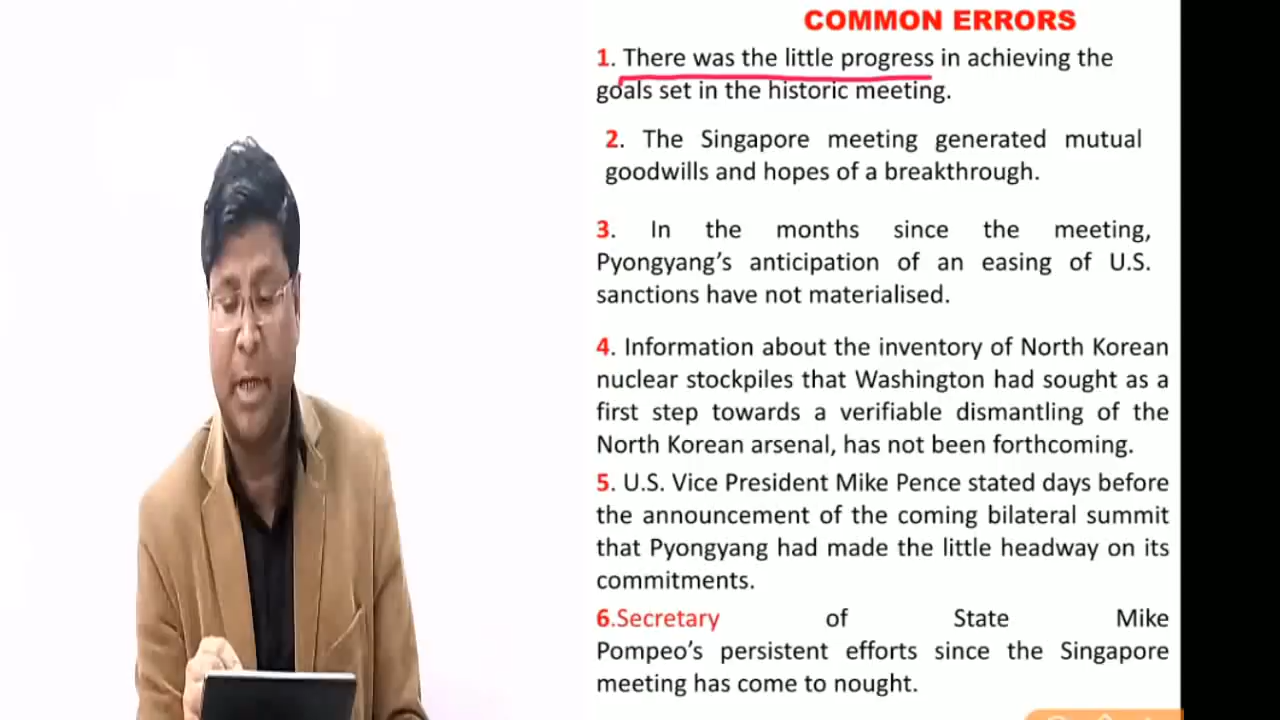 COMMON ERRORS
1. There was the little progress in achieving the
goals set in the historic meeting.
2. The Singapore meeting generated mutual
goodwills and hopes of a breakthrough.
3. In the months since the meeting,
Pyongyang’s anticipation of an easing of U.S.
sanctions have not materialised.
4. Information about the inventory of North Korean
nuclear stockpiles that Washington had sought as a
first step towards a verifiable dismantling of the
North Korean arsenal, has not been forthcoming.
5. U.S. Vice President Mike Pence stated days before
the announcement of the coming bilateral summit
that Pyongyang had made the little headway on its
commitments.
6.Secretary of State Mike
Pompeo’s persistent efforts since the Singapore
meeting has come to nought.